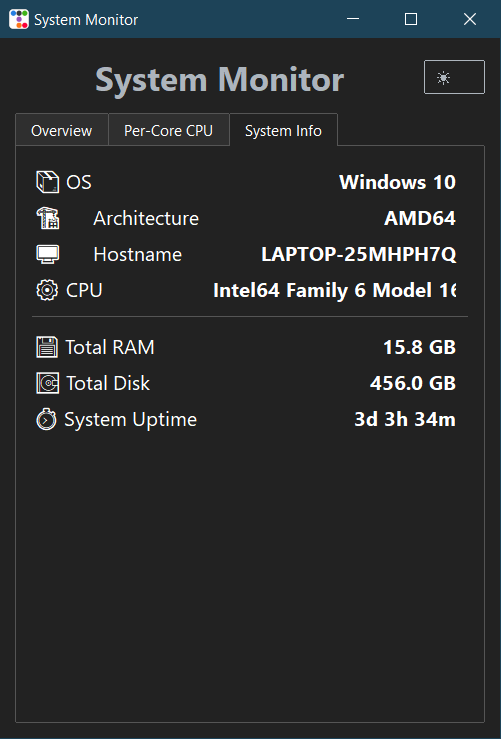 System Monitor
System Monitor
Overview Per-Core CPU System Info
OS Windows 10
Architecture AMD64
Hostname LAPTOP-25MHPH7Q
CPU Intel64 Family 6 Model 16
Total RAM 15.8 GB
Total Disk 456.0 GB
System Uptime 3d 3h 34m